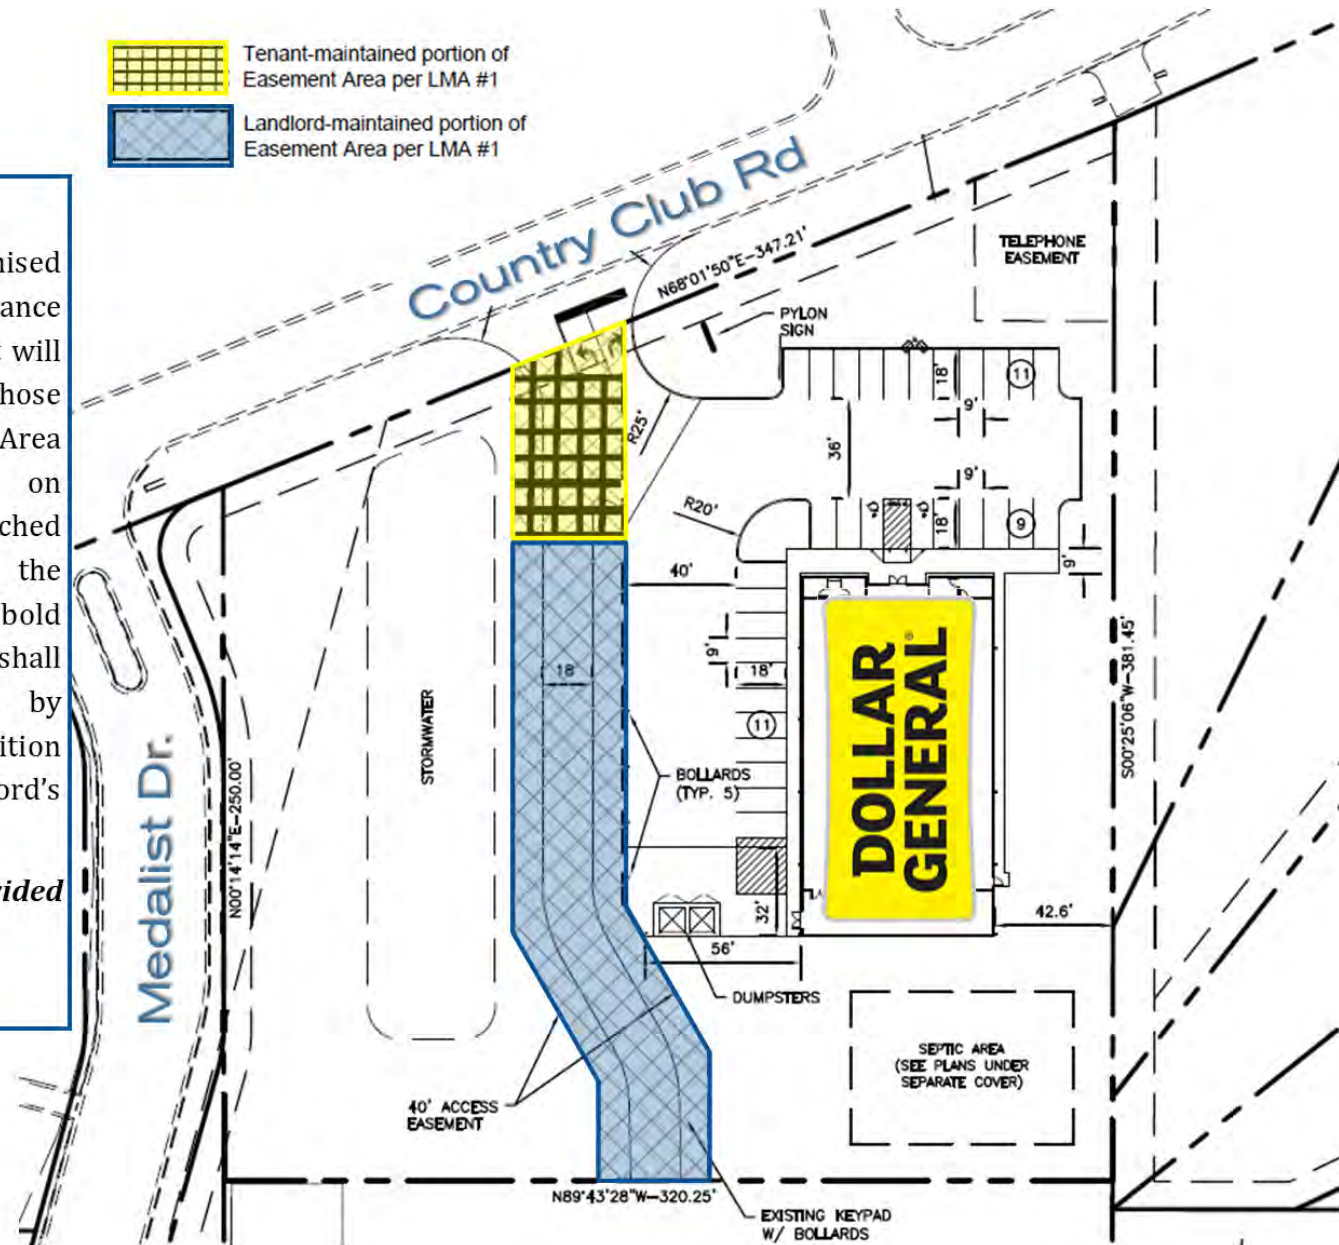 Tenant-maintained portion of
Easement Area per LMA #1
Landlord-maintained portion of
Easement Area per LMA #1
ised
ance
will
hose
Area
on
ched
the
bold
shall
by
ition
ord's
vided
Country Club Rd
N68°01'50"E-347.21'
TELEPHONE
EASEMENT
PYLON
SIGN
18'
11
9'
36'
R25'
9'
R20'
18'
9
9'
40'
9'
18'
18'
11
STORMWATER
BOLLARDS
(TYP. 5)
DOLLAR
GENERAL®
S00°25'06"W-381.45'
Medalist Dr.
N00°14'14"E-250.00'
32'
42.6'
56'
DUMPSTERS
SEPTIC AREA
(SEE PLANS UNDER
SEPARATE COVER)
40' ACCESS
EASEMENT
N89°43'28"W-320.25'
EXISTING KEYPAD
W/ BOLLARDS